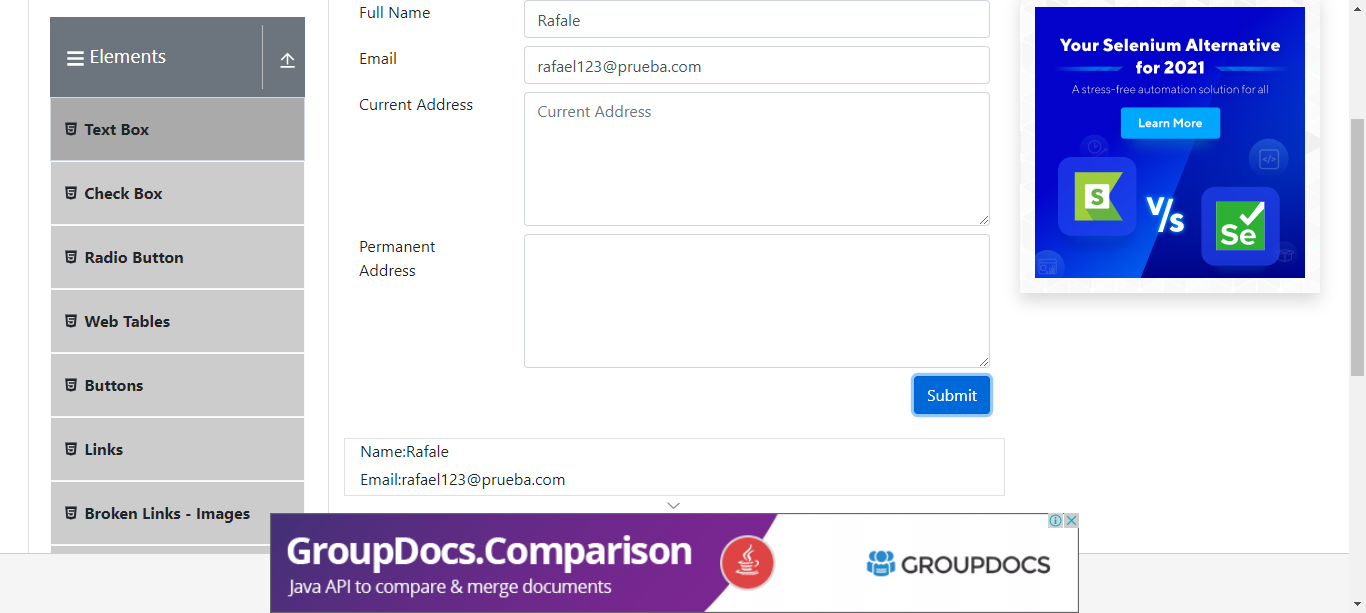 Elements
Text Box
Check Box
Radio Button
Web Tables
Buttons
Links
Broken Links - Images
Full Name
Rafale
Email
rafael123@prueba.com
Current Address
Current Address
Permanent
Address
Submit
Name:Rafale
Email:rafael123@prueba.com
Your Selenium Alternative
for 2021
A stress-free automation solution for all
Learn More
S
V/s
Se
GroupDocs.Comparison
Java API to compare & merge documents
GROUPDOCS